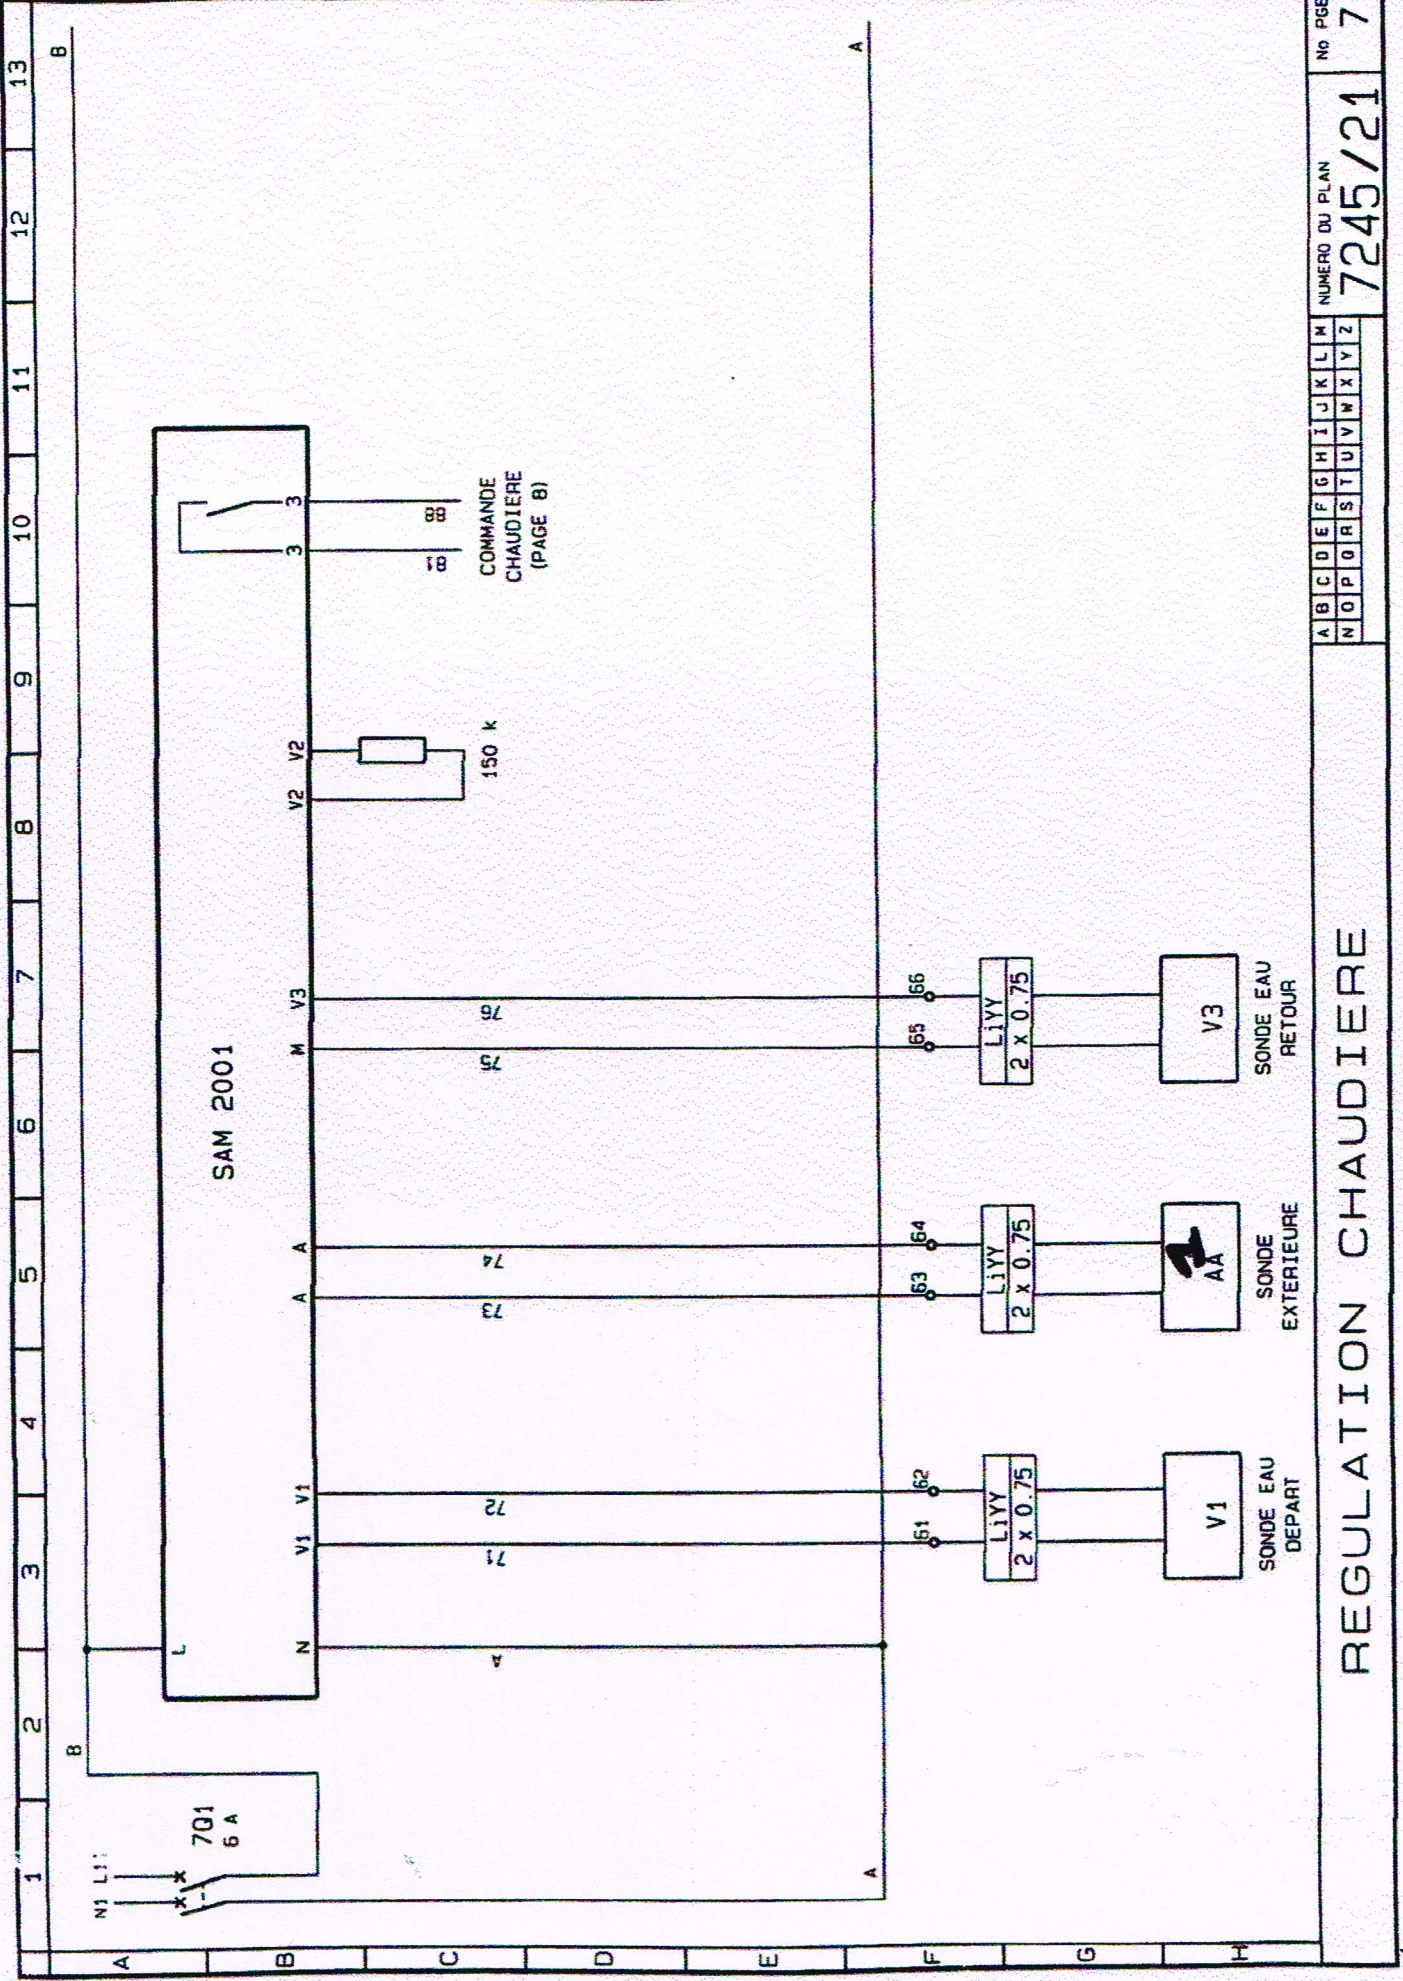 1 2 3 4 5 6 7 8 9 10 11 12 13
A
B
C
D
E
F
G
H
N1 L1
7Q1
6 A
B
B
L
SAM 2001
N
V1 V1
A A
M V3
V2 V2
3 3
A
71
72
73
74
75
76
150 k
81
88
COMMANDE
CHAUDIERE
(PAGE 8)
A
A
61 62
63 64
65 66
LiYY
2 x 0.75
LiYY
2 x 0.75
LiYY
2 x 0.75
V1
AA
V3
SONDE EAU
DEPART
SONDE
EXTERIEURE
SONDE EAU
RETOUR
REGULATION CHAUDIERE
A B C D E F G H I J K L M
N O P Q R S T U V W X Y Z
NUMERO DU PLAN
7245/21
No PGE
7